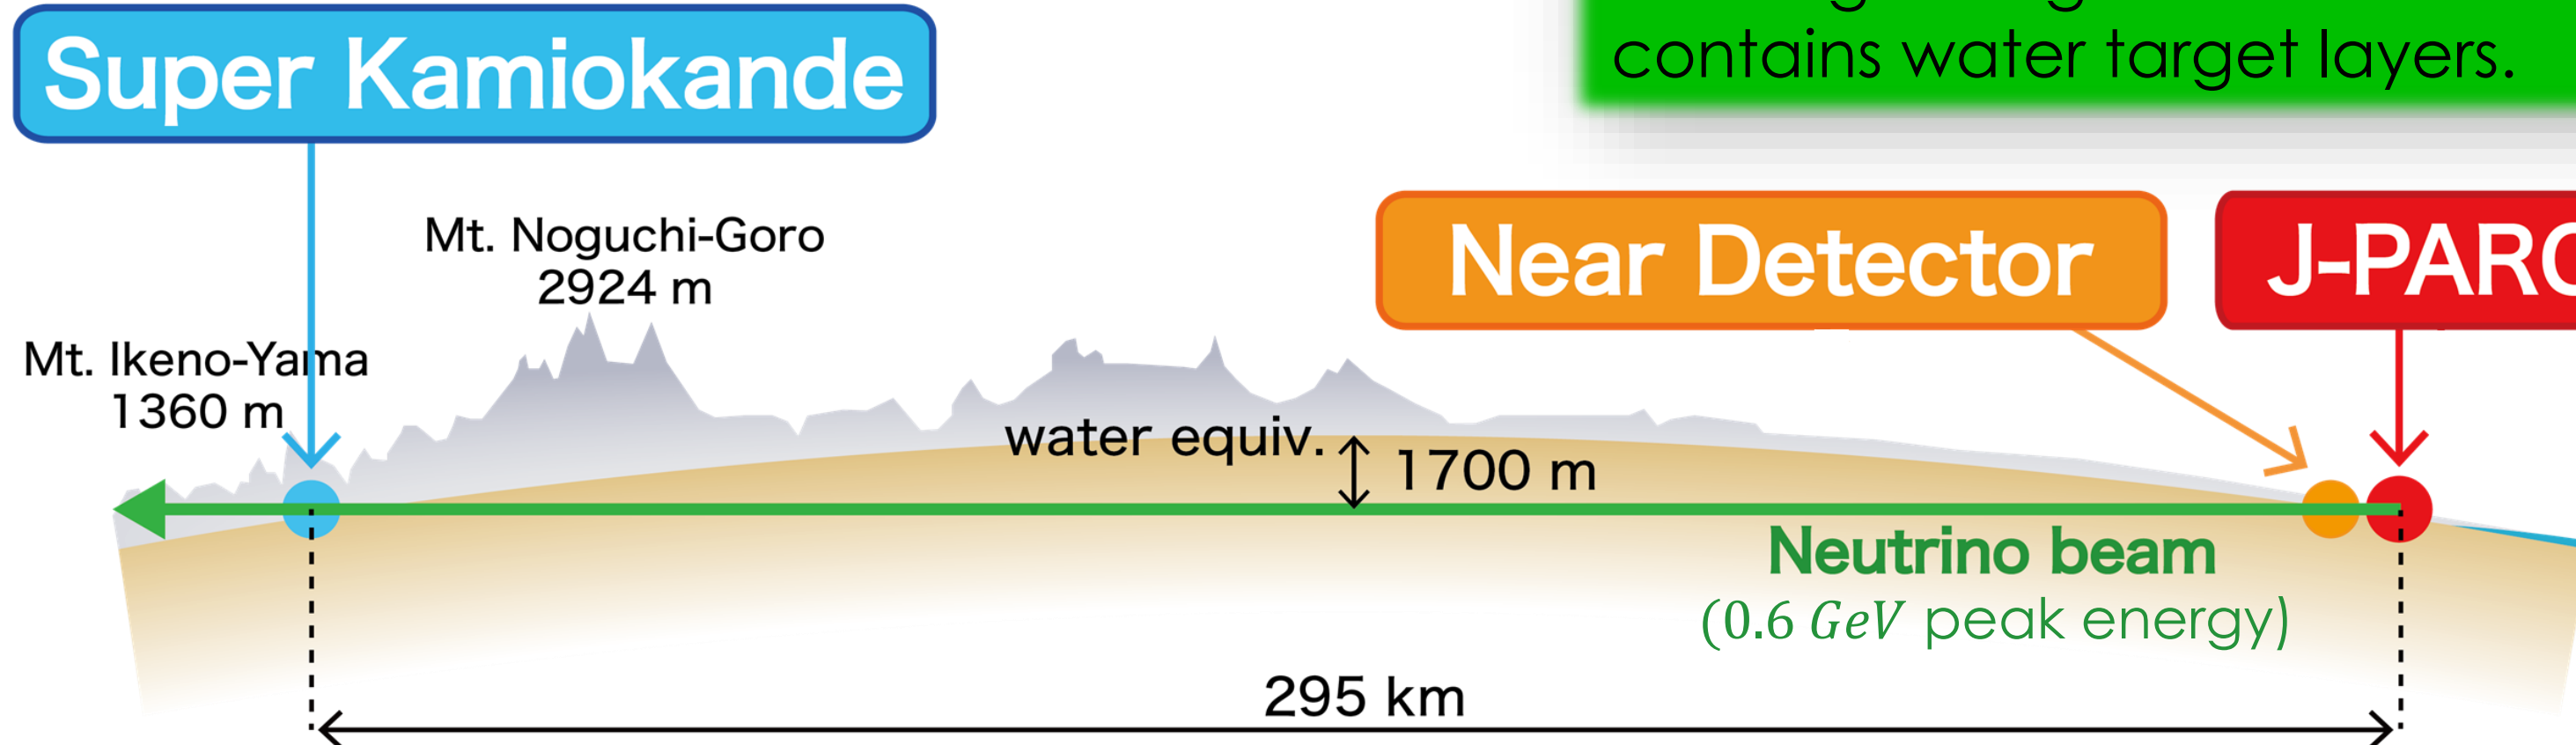 contains water target layers.
Super Kamiokande
Mt. Noguchi-Goro
2924 m
Near Detector
J-PARC
Mt. Ikeno-Yama
1360 m
water equiv.
1700 m
Neutrino beam
(0.6 GeV peak energy)
295 km